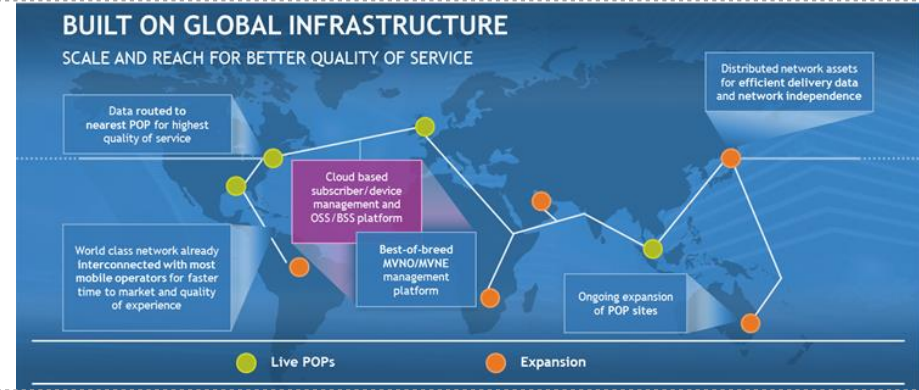 BUILT ON GLOBAL INFRASTRUCTURE
SCALE AND REACH FOR BETTER QUALITY OF SERVICE
Distributed network assets
for efficient delivery data
and network independence
Data routed to
nearest POP for highest
quality of service
Cloud based
subscriber/device
management and
OSS/BSS platform
World class network already
interconnected with most
mobile operators for faster
time to market and quality
of experience
Best-of-breed
MVNO/MVNE
management
platform
Ongoing expansion
of POP sites
Live POPs
Expansion